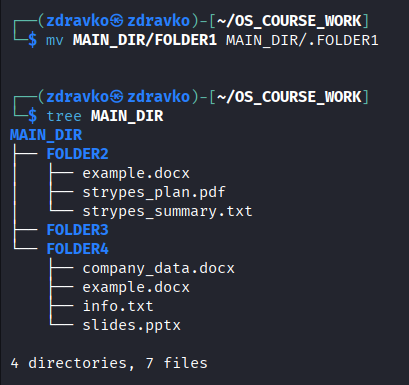 ┌──(zdravko㉿zdravko)-[~/OS_COURSE_WORK]
└─$ mv MAIN_DIR/FOLDER1 MAIN_DIR/.FOLDER1
┌──(zdravko㉿zdravko)-[~/OS_COURSE_WORK]
└─$ tree MAIN_DIR
MAIN_DIR
├── FOLDER2
│   ├── example.docx
│   ├── strypes_plan.pdf
│   └── strypes_summary.txt
├── FOLDER3
└── FOLDER4
    ├── company_data.docx
    ├── example.docx
    ├── info.txt
    └── slides.pptx
4 directories, 7 files